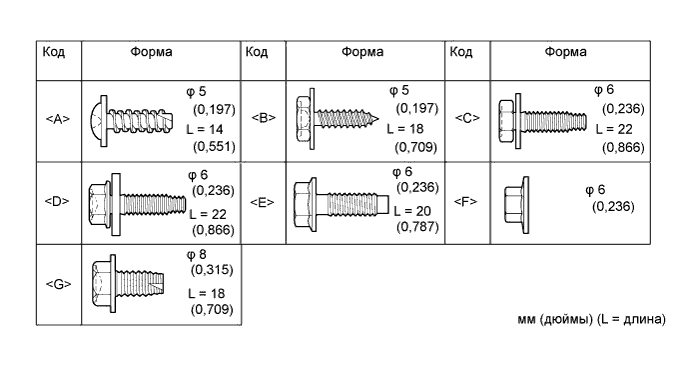 Код Форма Код Форма Код Форма
<A>
φ 5
(0,197)
L = 14
(0,551)
<B>
φ 5
(0,197)
L = 18
(0,709)
<C>
φ 6
(0,236)
L = 22
(0,866)
<D>
φ 6
(0,236)
L = 22
(0,866)
<E>
φ 6
(0,236)
L = 20
(0,787)
<F>
φ 6
(0,236)
<G>
φ 8
(0,315)
L = 18
(0,709)
мм (дюймы) (L = длина)